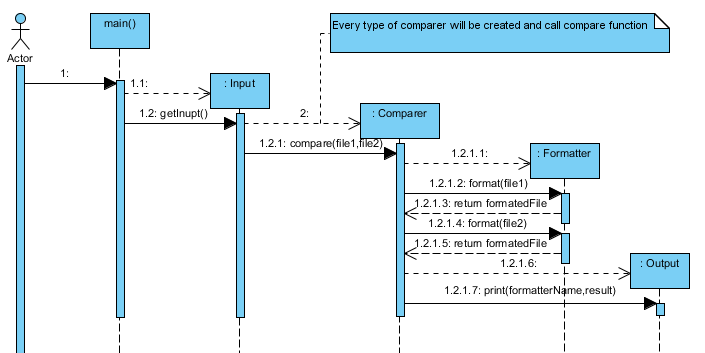 Every type of comparer will be created and call compare function
main()
Actor
1:
1.1:
: Input
1.2: getInupt()
2:
: Comparer
1.2.1: compare(file1,file2)
1.2.1.1:
: Formatter
1.2.1.2: format(file1)
1.2.1.3: return formatedFile
1.2.1.4: format(file2)
1.2.1.5: return formatedFile
1.2.1.6:
: Output
1.2.1.7: print(formatterName,result)